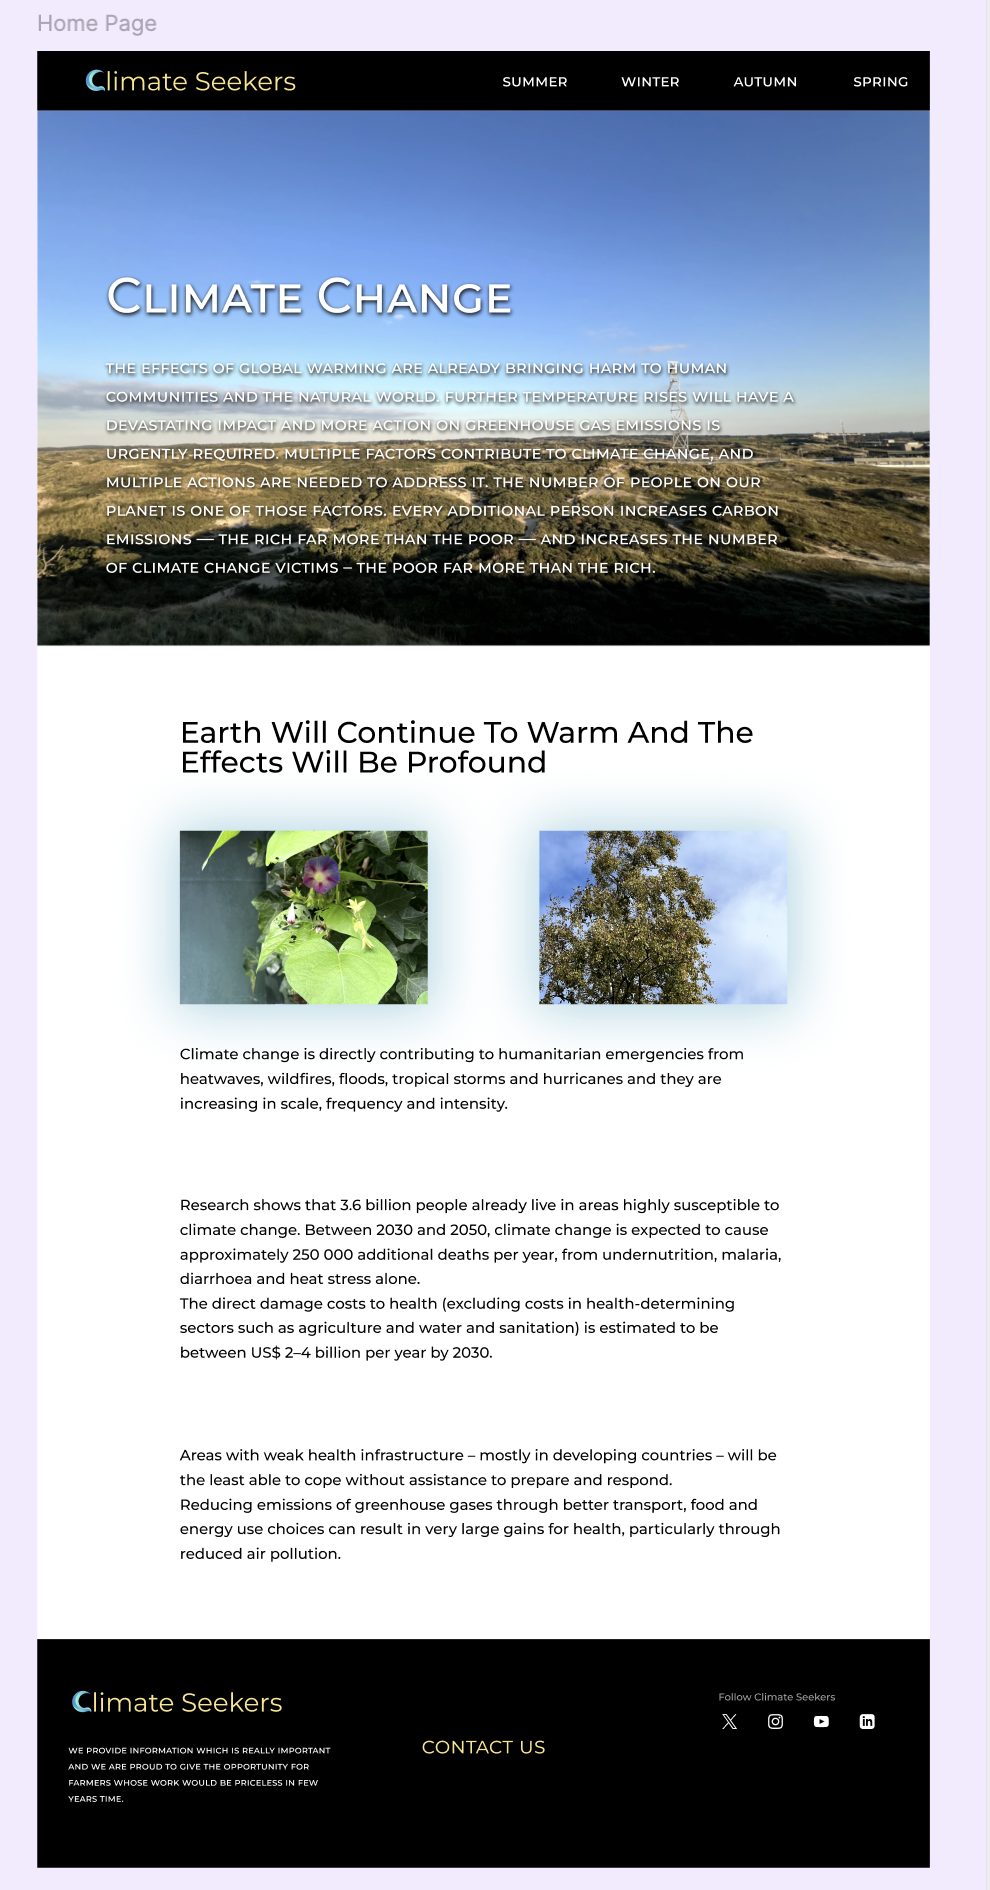 Home Page
Climate Seekers
SUMMER WINTER AUTUMN SPRING
Climate Change
THE EFFECTS OF GLOBAL WARMING ARE ALREADY BRINGING HARM TO HUMAN
COMMUNITIES AND THE NATURAL WORLD. FURTHER TEMPERATURE RISES WILL HAVE A
DEVASTATING IMPACT AND MORE ACTION ON GREENHOUSE GAS EMISSIONS IS
URGENTLY REQUIRED. MULTIPLE FACTORS CONTRIBUTE TO CLIMATE CHANGE, AND
MULTIPLE ACTIONS ARE NEEDED TO ADDRESS IT. THE NUMBER OF PEOPLE ON OUR
PLANET IS ONE OF THOSE FACTORS. EVERY ADDITIONAL PERSON INCREASES CARBON
EMISSIONS — THE RICH FAR MORE THAN THE POOR — AND INCREASES THE NUMBER
OF CLIMATE CHANGE VICTIMS – THE POOR FAR MORE THAN THE RICH.
Earth Will Continue To Warm And The
Effects Will Be Profound
Climate change is directly contributing to humanitarian emergencies from
heatwaves, wildfires, floods, tropical storms and hurricanes and they are
increasing in scale, frequency and intensity.
Research shows that 3.6 billion people already live in areas highly susceptible to
climate change. Between 2030 and 2050, climate change is expected to cause
approximately 250 000 additional deaths per year, from undernutrition, malaria,
diarrhoea and heat stress alone.
The direct damage costs to health (excluding costs in health-determining
sectors such as agriculture and water and sanitation) is estimated to be
between US$ 2–4 billion per year by 2030.
Areas with weak health infrastructure – mostly in developing countries – will be
the least able to cope without assistance to prepare and respond.
Reducing emissions of greenhouse gases through better transport, food and
energy use choices can result in very large gains for health, particularly through
reduced air pollution.
Climate Seekers
WE PROVIDE INFORMATION WHICH IS REALLY IMPORTANT
AND WE ARE PROUD TO GIVE THE OPPORTUNITY FOR
FARMERS WHOSE WORK WOULD BE PRICELESS IN FEW
YEARS TIME.
CONTACT US
Follow Climate Seekers